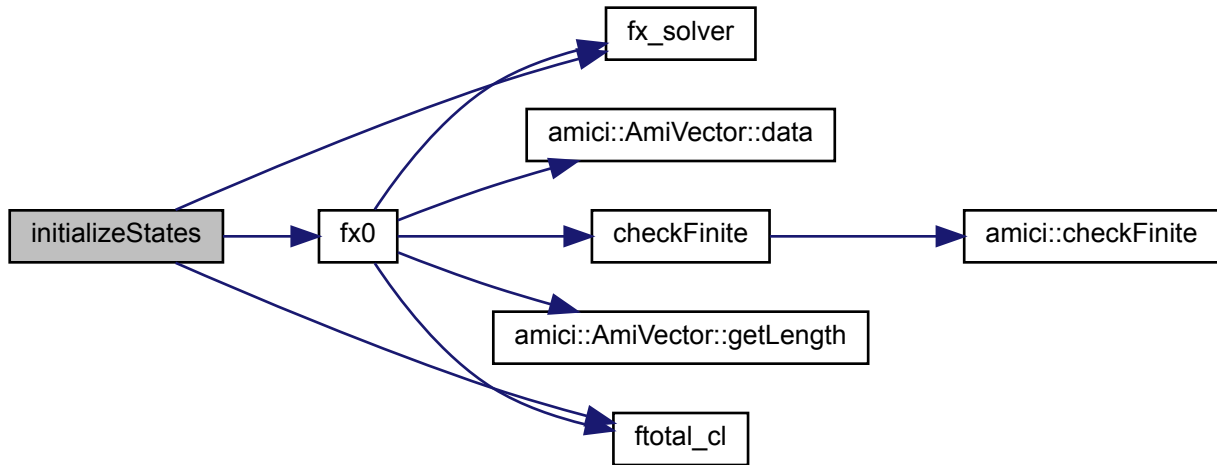 fx_solver
amici::AmiVector::data
initializeStates
fx0
checkFinite
amici::checkFinite
amici::AmiVector::getLength
ftotal_cl